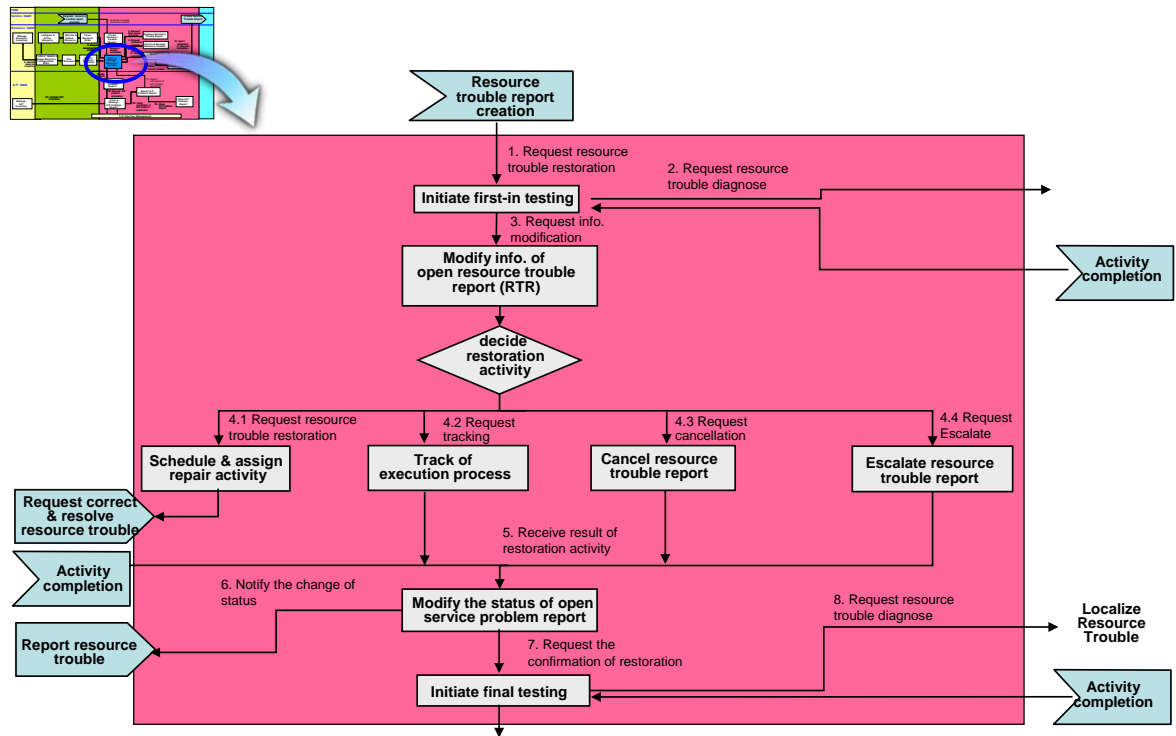 Resource
trouble report
creation
1. Request resource
trouble restoration
2. Request resource
trouble diagnose
Initiate first-in testing
3. Request info.
modification
Activity
completion
Modify info. of
open resource trouble
report (RTR)
decide
restoration
activity
4.1 Request resource
trouble restoration
4.2 Request
tracking
4.3 Request
cancellation
4.4 Request
Escalate
Schedule & assign
repair activity
Track of
execution process
Cancel resource
trouble report
Escalate resource
trouble report
Request correct
& resolve
resource trouble
5. Receive result of
restoration activity
Activity
completion
6. Notify the change of
status
Modify the status of open
service problem report
8. Request resource
trouble diagnose
Localize
Resource
Trouble
Report resource
trouble
7. Request the
confirmation of restoration
Initiate final testing
Activity
completion